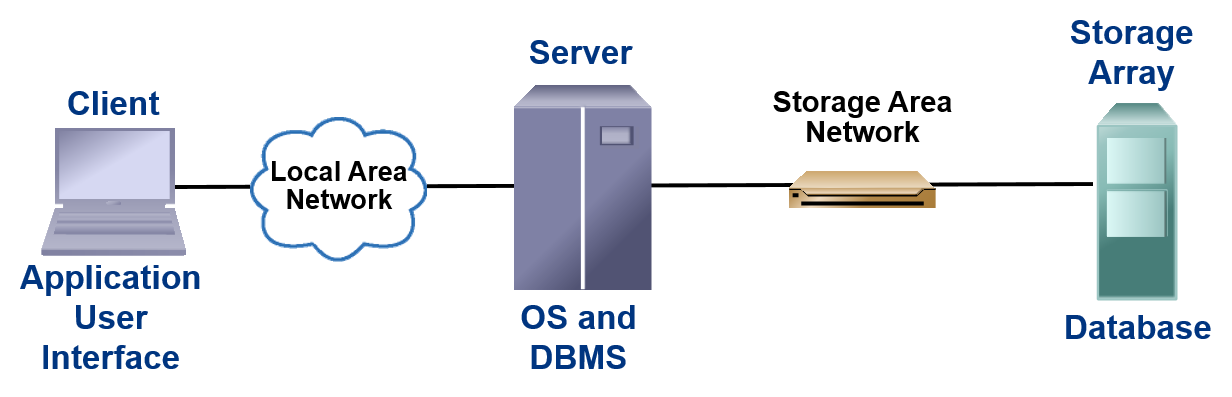 Client
Application
User
Interface
Local Area
Network
Server
OS and
DBMS
Storage Area
Network
Storage
Array
Database